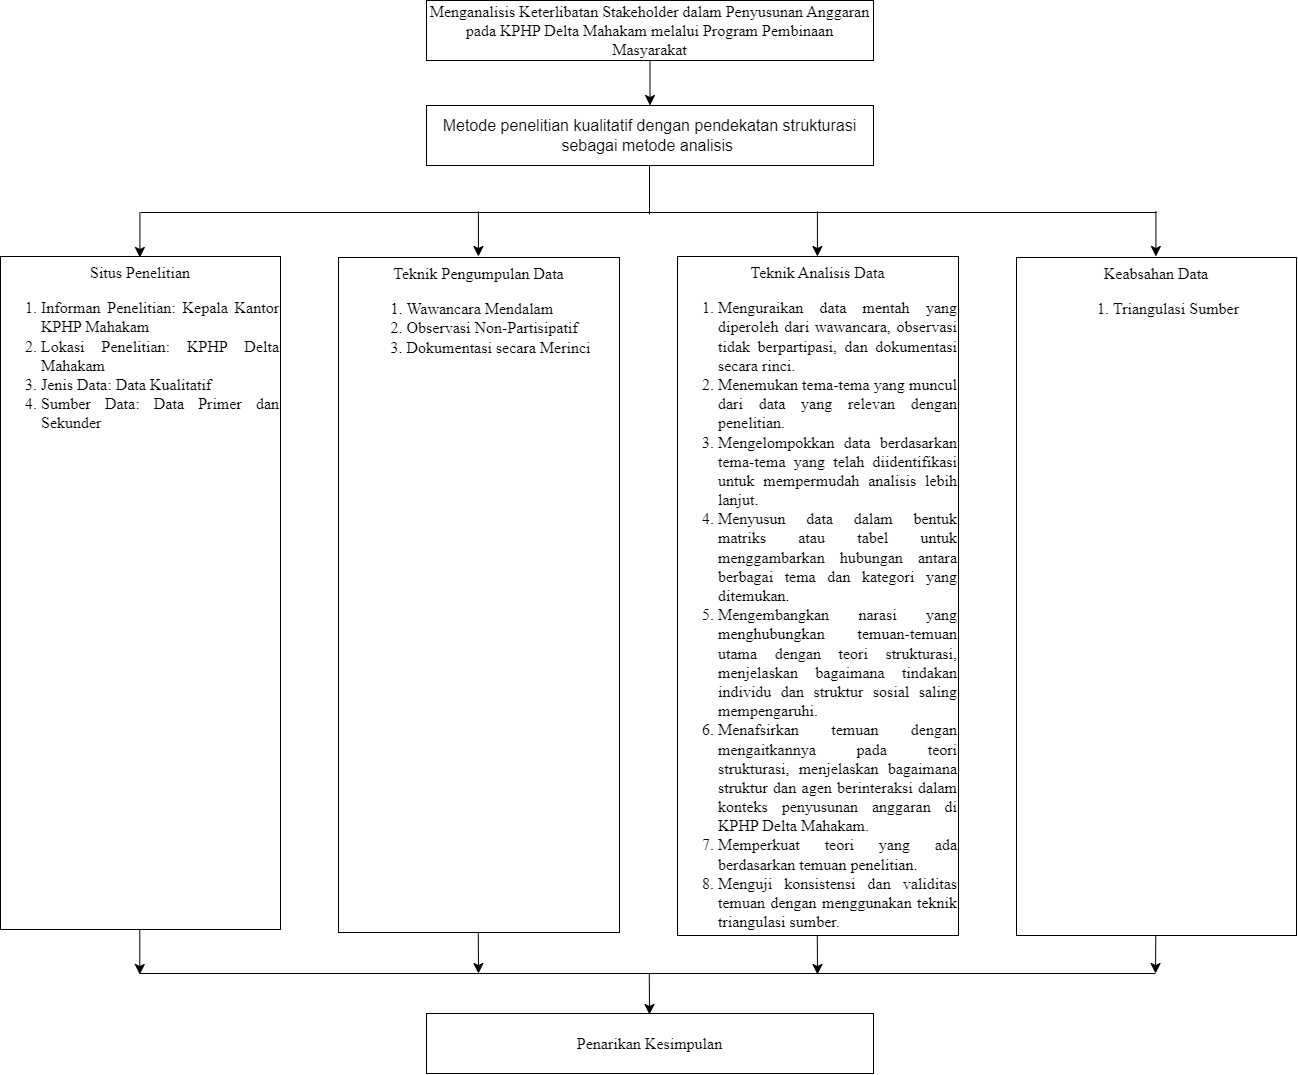 Menganalisis Keterlibatan Stakeholder dalam Penyusunan Anggaran
pada KPHP Delta Mahakam melalui Program Pembinaan
Masyarakat
Metode penelitian kualitatif dengan pendekatan strukturasi
sebagai metode analisis
Situs Penelitian
1. Informan Penelitian: Kepala Kantor
KPHP Mahakam
2. Lokasi Penelitian: KPHP Delta
Mahakam
3. Jenis Data: Data Kualitatif
4. Sumber Data: Data Primer dan
Sekunder
Teknik Pengumpulan Data
1. Wawancara Mendalam
2. Observasi Non-Partisipatif
3. Dokumentasi secara Merinci
Teknik Analisis Data
1. Menguraikan data mentah yang
diperoleh dari wawancara, observasi
tidak berpartipasi, dan dokumentasi
secara rinci.
2. Menemukan tema-tema yang muncul
dari data yang relevan dengan
penelitian.
3. Mengelompokkan data berdasarkan
tema-tema yang telah diidentifikasi
untuk mempermudah analisis lebih
lanjut.
4. Menyusun data dalam bentuk
matriks atau tabel untuk
menggambarkan hubungan antara
berbagai tema dan kategori yang
ditemukan.
5. Mengembangkan narasi yang
menghubungkan temuan-temuan
utama dengan teori strukturasi,
menjelaskan bagaimana tindakan
individu dan struktur sosial saling
mempengaruhi.
6. Menafsirkan temuan dengan
mengaitkannya pada teori
strukturasi, menjelaskan bagaimana
struktur dan agen berinteraksi dalam
konteks penyusunan anggaran di
KPHP Delta Mahakam.
7. Memperkuat teori yang ada
berdasarkan temuan penelitian.
8. Menguji konsistensi dan validitas
temuan dengan menggunakan teknik
triangulasi sumber.
Keabsahan Data
1. Triangulasi Sumber
Penarikan Kesimpulan